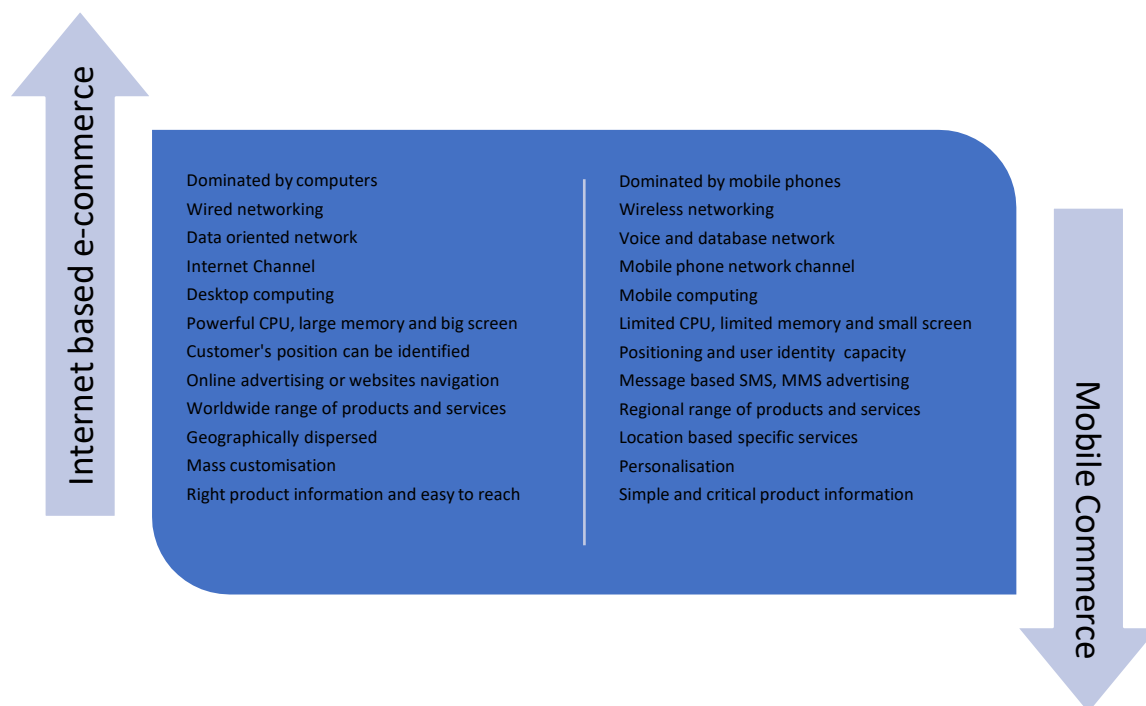 Internet based e-commerce
Dominated by computers
Wired networking
Data oriented network
Internet Channel
Desktop computing
Powerful CPU, large memory and big screen
Customer's position can be identified
Online advertising or websites navigation
Worldwide range of products and services
Geographically dispersed
Mass customisation
Right product information and easy to reach
Dominated by mobile phones
Wireless networking
Voice and database network
Mobile phone network channel
Mobile computing
Limited CPU, limited memory and small screen
Positioning and user identity  capacity
Message based SMS, MMS advertising
Regional range of products and services
Location based specific services
Personalisation
Simple and critical product information
Mobile Commerce